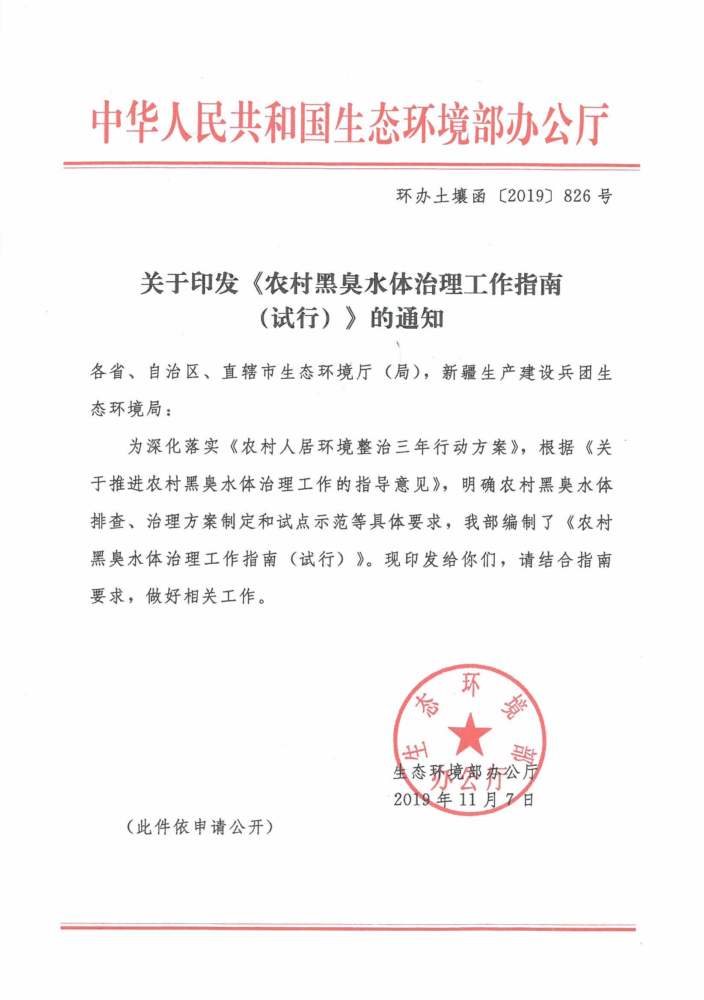 中华人民共和国生态环境部办公厅
环办土壤函〔2019〕826 号
关于印发《农村黑臭水体治理工作指南
（试行）》的通知
各省、自治区、直辖市生态环境厅（局），新疆生产建设兵团生
态环境局：
为深化落实《农村人居环境整治三年行动方案》，根据《关
于推进农村黑臭水体治理工作的指导意见》，明确农村黑臭水体
排查、治理方案制定和试点示范等具体要求，我部编制了《农村
黑臭水体治理工作指南（试行）》。现印发给你们，请结合指南
要求，做好相关工作。
生态环境部
办公厅
生态环境部办公厅
2019 年 11 月 7 日
（此件依申请公开）